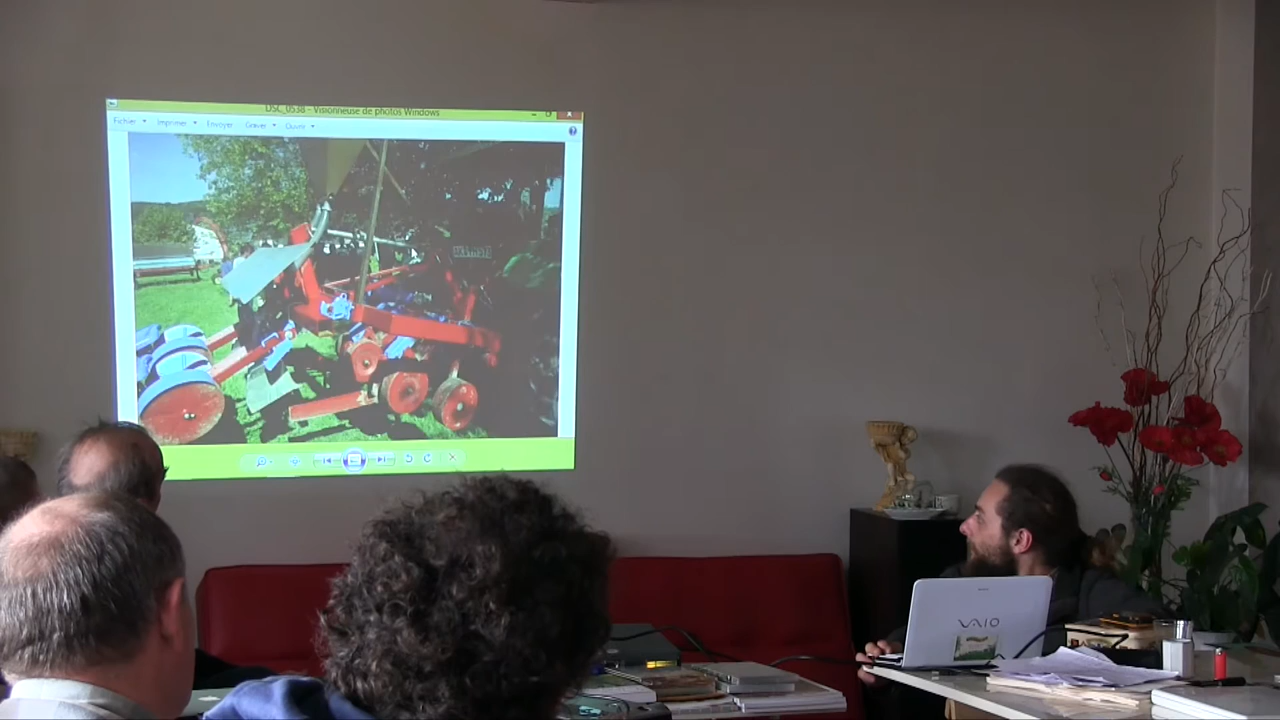 DSC_0538 - Visionneuse de photos Windows
Fichier Imprimer Envoyer Graver Ouvrir
VAIO